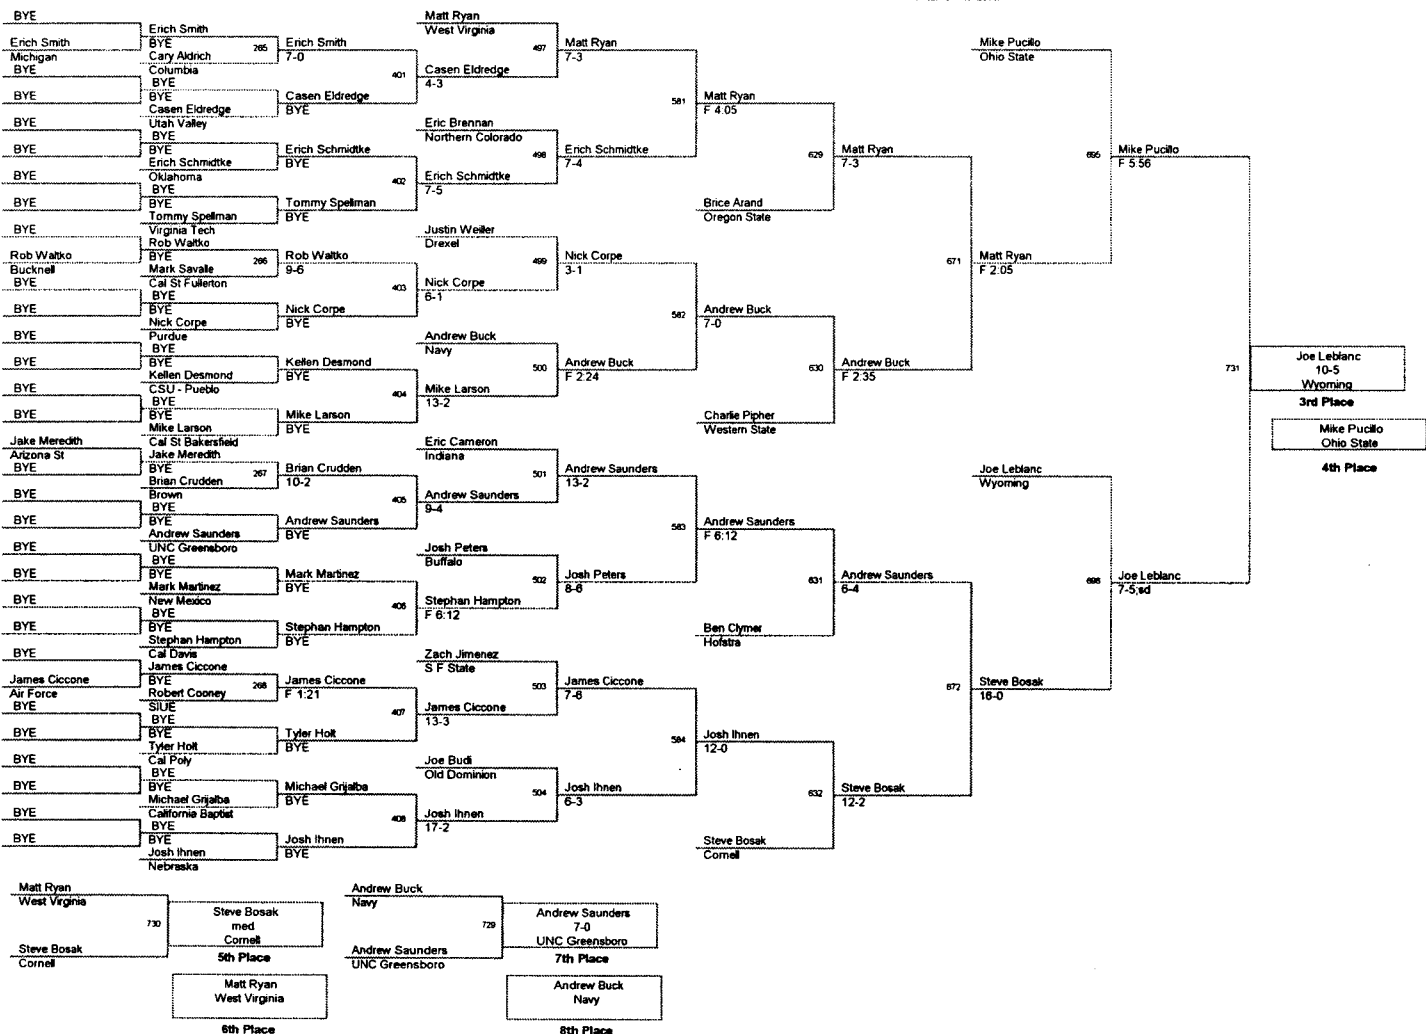 BYE
Erich Smith
Michigan
BYE
BYE
BYE
BYE
BYE
BYE
BYE
Rob Waltko
Bucknell
BYE
BYE
BYE
BYE
BYE
BYE
Jake Meredith
Arizona St
BYE
BYE
BYE
BYE
BYE
BYE
BYE
BYE
James Ciccone
Air Force
BYE
BYE
BYE
BYE
BYE
BYE
Erich Smith
BYE
Cary Aldrich
Columbia
265
BYE
BYE
Casen Eldredge
Utah Valley
BYE
BYE
Erich Schmidtke
Oklahoma
BYE
BYE
Tommy Spellman
Virginia Tech
Rob Waltko
BYE
Mark Savalle
Cal St Fullerton
266
BYE
BYE
Nick Corpe
Purdue
BYE
BYE
Kellen Desmond
CSU - Pueblo
BYE
BYE
Mike Larson
Cal St Bakersfield
Jake Meredith
BYE
Brian Crudden
Brown
267
BYE
BYE
Andrew Saunders
UNC Greensboro
BYE
BYE
Mark Martinez
New Mexico
BYE
BYE
Stephan Hampton
Cal Davis
James Ciccone
BYE
Robert Cooney
SIUE
268
BYE
BYE
Tyler Holt
Cal Poly
BYE
BYE
Michael Grijalba
California Baptist
BYE
BYE
Josh Ihnen
Nebraska
Erich Smith
7-0
401
Casen Eldredge
BYE
Erich Schmidtke
BYE
402
Tommy Spellman
BYE
Rob Waltko
9-6
403
Nick Corpe
BYE
Kellen Desmond
BYE
404
Mike Larson
BYE
Brian Crudden
10-2
405
Andrew Saunders
BYE
Mark Martinez
BYE
406
Stephan Hampton
BYE
James Ciccone
F 1:21
407
Tyler Holt
BYE
Michael Grijalba
BYE
408
Josh Ihnen
BYE
Matt Ryan
West Virginia
497
Casen Eldredge
4-3
Eric Brennan
Northern Colorado
498
Erich Schmidtke
7-5
Justin Weiller
Drexel
499
Nick Corpe
6-1
Andrew Buck
Navy
500
Mike Larson
13-2
Eric Cameron
Indiana
501
Andrew Saunders
9-4
Josh Peters
Buffalo
502
Stephan Hampton
F 6:12
Zach Jimenez
S F State
503
James Ciccone
13-3
Joe Budi
Old Dominion
504
Josh Ihnen
17-2
Matt Ryan
7-3
581
Erich Schmidtke
7-4
Nick Corpe
3-1
582
Andrew Buck
F 2:24
Andrew Saunders
13-2
583
Josh Peters
8-6
James Ciccone
7-6
584
Josh Ihnen
6-3
Matt Ryan
F 4:05
629
Brice Arand
Oregon State
Andrew Buck
7-0
630
Charlie Pipher
Western State
Andrew Saunders
F 6:12
631
Ben Clymer
Hofstra
Josh Ihnen
12-0
632
Steve Bosak
Cornell
Matt Ryan
7-3
671
Andrew Buck
F 2:35
Andrew Saunders
6-4
672
Steve Bosak
12-2
Mike Pucillo
Ohio State
695
Matt Ryan
F 2:05
Joe Leblanc
Wyoming
696
Steve Bosak
16-0
Mike Pucillo
F 5:56
731
Joe Leblanc
7-5;sd
Joe Leblanc
10-5
Wyoming
3rd Place
Mike Pucillo
Ohio State
4th Place
Matt Ryan
West Virginia
730
Steve Bosak
Cornell
Steve Bosak
med
Cornell
5th Place
Matt Ryan
West Virginia
6th Place
Andrew Buck
Navy
729
Andrew Saunders
UNC Greensboro
Andrew Saunders
7-0
UNC Greensboro
7th Place
Andrew Buck
Navy
8th Place